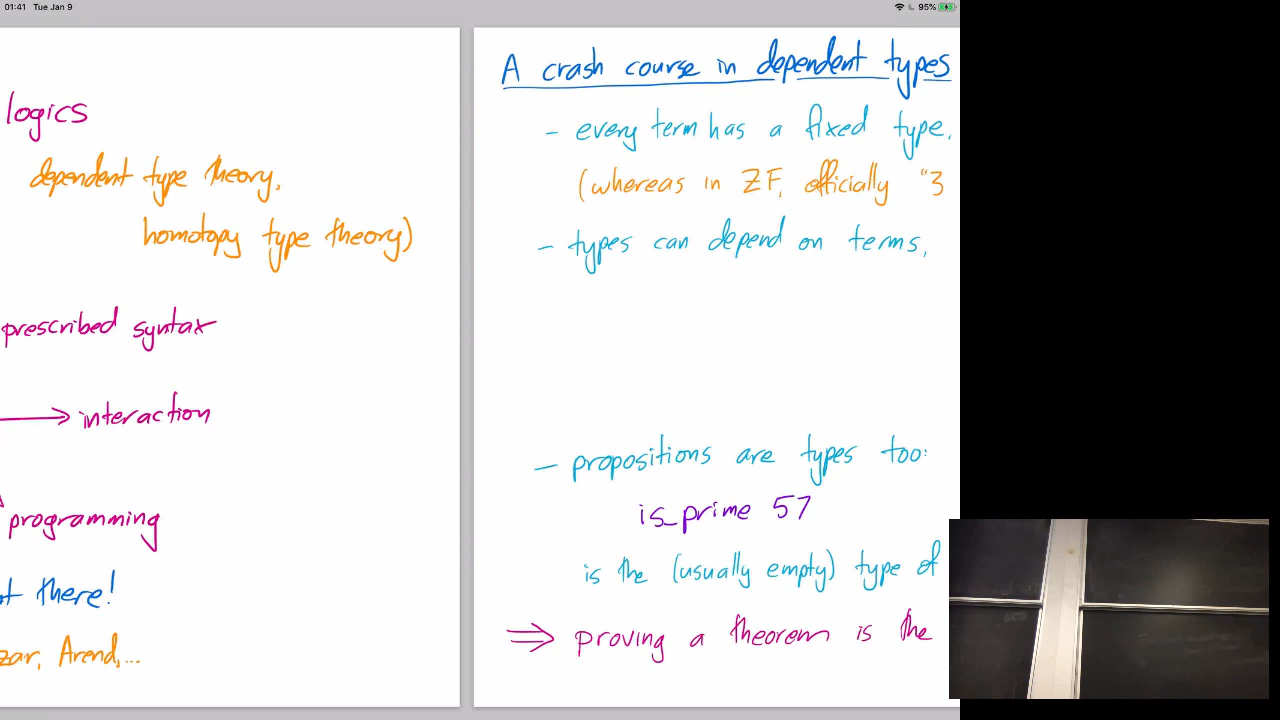 01:41 Tue Jan 9
95%
logics
dependent type theory,
homotopy type theory)
prescribed syntax
→ interaction
programming
t there!
zar, Arend,...
A crash course in dependent types
- every term has a fixed type.
(whereas in ZF, officially "3
- types can depend on terms,
- propositions are types too:
is_prime 57
is the (usually empty) type of
⇒ proving a theorem is the